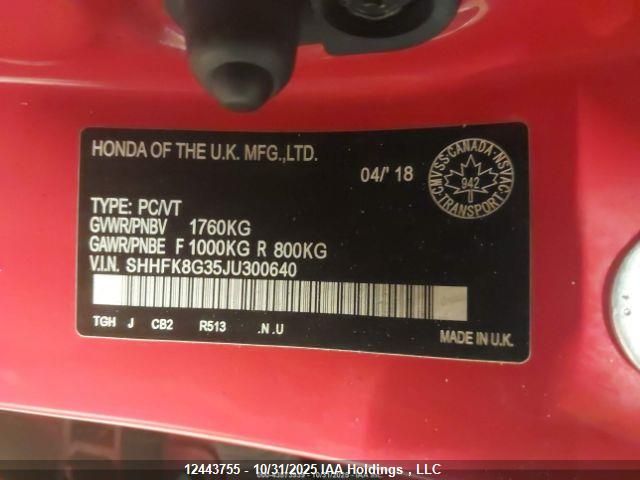 HONDA OF THE U.K. MFG.,LTD.
04/' 18
CMVSS·CANADA·NSVAC
942
TRANSPORT
TYPE: PC/VT
GVWR/PNBV 1760KG
GAWR/PNBE F 1000KG R 800KG
V.I.N. SHHFK8G35JU300640
TGH J CB2 R513 .N .U
MADE IN U.K.
12443755 - 10/31/2025 IAA Holdings , LLC